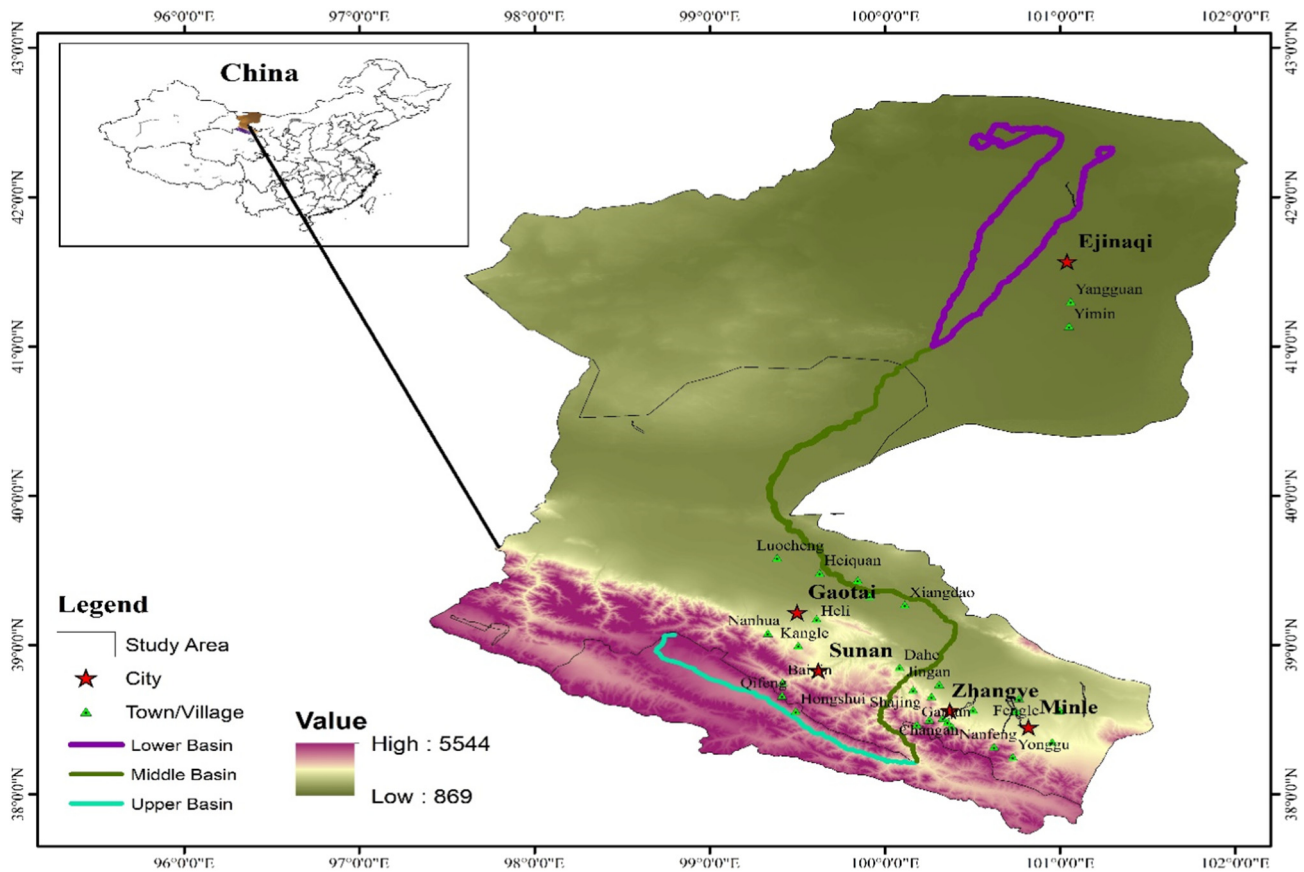 96°0'0"E
97°0'0"E
98°0'0"E
99°0'0"E
100°0'0"E
101°0'0"E
102°0'0"E
43°0'0"N
43°0'0"N
China
42°0'0"N
42°0'0"N
Ejinaqi
Yangguan
Yimin
41°0'0"N
41°0'0"N
40°0'0"N
40°0'0"N
Luocheng
Heiquan
Gaotai
Xiangdao
Heli
Nanhua
Kangle
39°0'0"N
39°0'0"N
Sunan
Dahe
Jingan
Qifeng
Hongshui
Shajing
Zhangye
Fengle
Minle
Changan
Nanfeng
Yonggu
38°0'0"N
38°0'0"N
Legend
Study Area
City
Town/Village
Lower Basin
Middle Basin
Upper Basin
Value
High : 5544
Low : 869
96°0'0"E
97°0'0"E
98°0'0"E
99°0'0"E
100°0'0"E
101°0'0"E
102°0'0"E